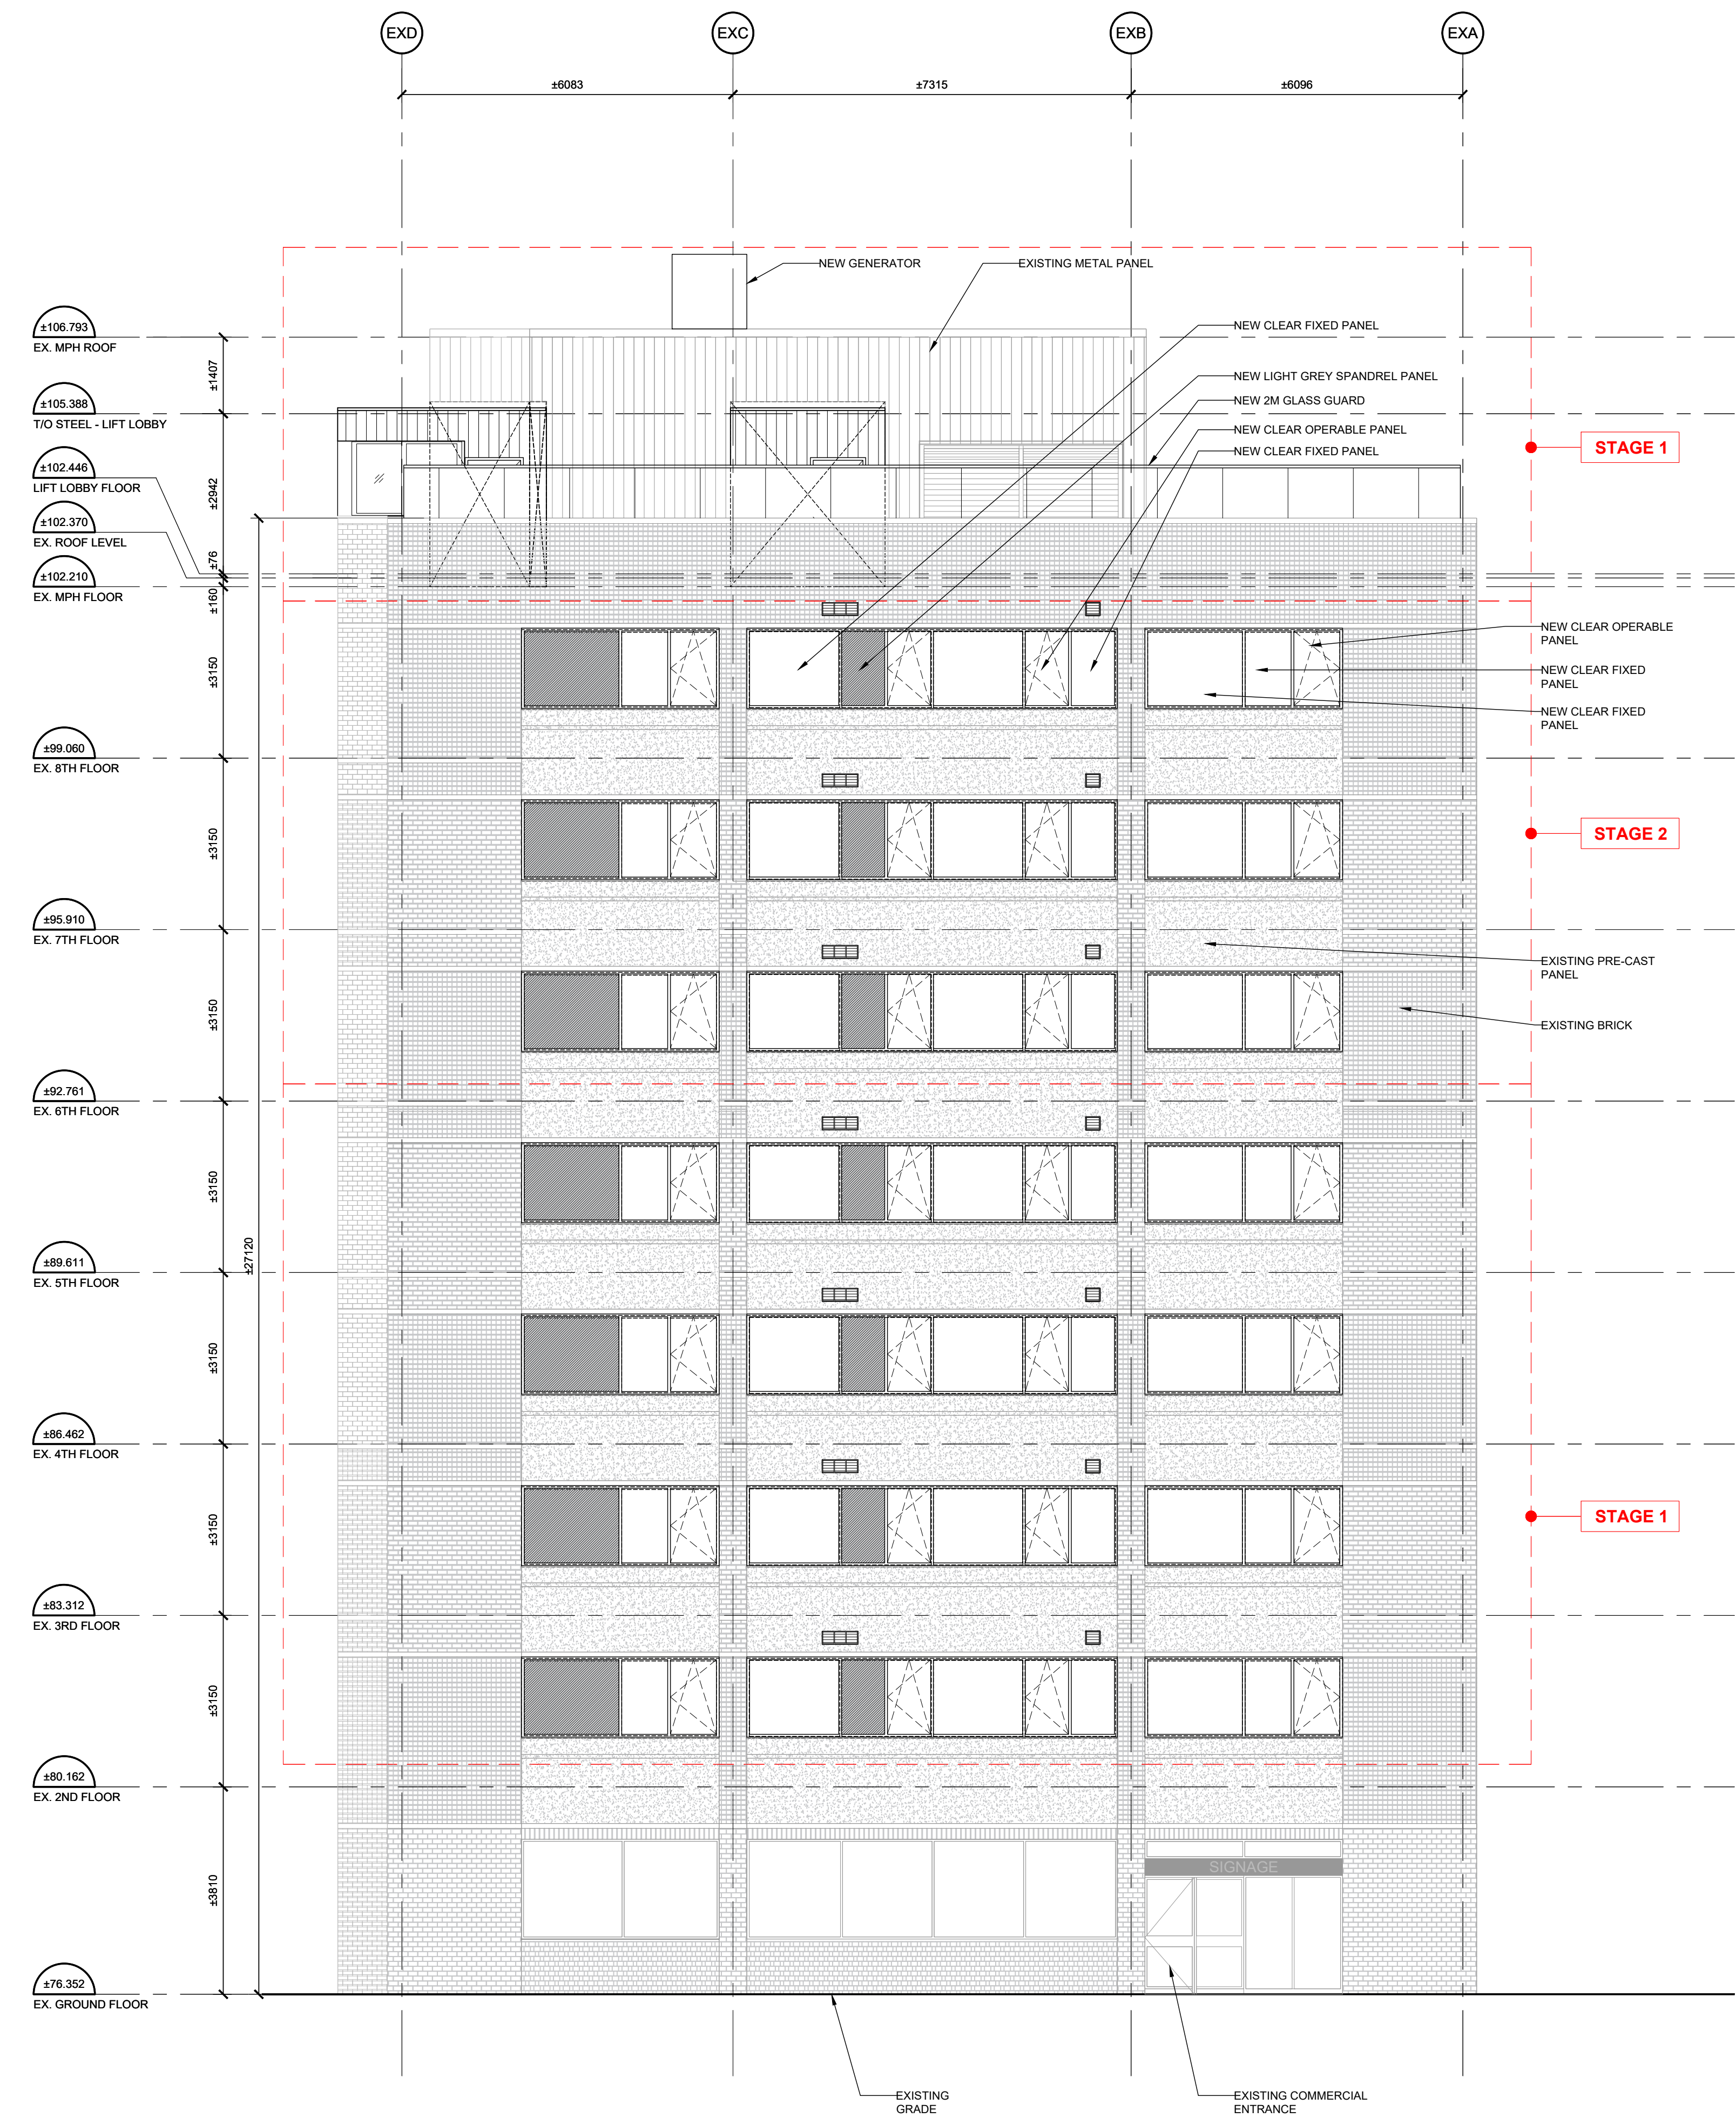 EXD
EXC
EXB
EXA
±6083
±7315
±6096
NEW GENERATOR
EXISTING METAL PANEL
NEW CLEAR FIXED PANEL
NEW LIGHT GREY SPANDREL PANEL
NEW 2M GLASS GUARD
NEW CLEAR OPERABLE PANEL
NEW CLEAR FIXED PANEL
±106.793
EX. MPH ROOF
±1407
±105.388
T/O STEEL - LIFT LOBBY
±102.446
LIFT LOBBY FLOOR
±2942
±102.370
EX. ROOF LEVEL
±76
±102.210
EX. MPH FLOOR
±160
STAGE 1
NEW CLEAR OPERABLE
PANEL
NEW CLEAR FIXED
PANEL
NEW CLEAR FIXED
PANEL
±3150
±99.060
EX. 8TH FLOOR
±3150
STAGE 2
±95.910
EX. 7TH FLOOR
EXISTING PRE-CAST
PANEL
±3150
EXISTING BRICK
±92.761
EX. 6TH FLOOR
±3150
±27120
±89.611
EX. 5TH FLOOR
±3150
±86.462
EX. 4TH FLOOR
±3150
STAGE 1
±83.312
EX. 3RD FLOOR
±3150
±80.162
EX. 2ND FLOOR
SIGNAGE
±3810
±76.352
EX. GROUND FLOOR
EXISTING
GRADE
EXISTING COMMERCIAL
ENTRANCE